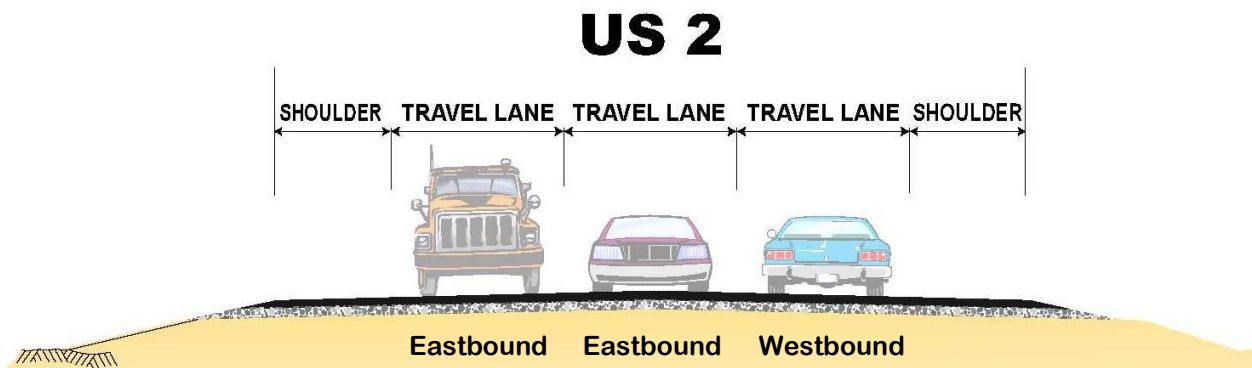 US 2
SHOULDER TRAVEL LANE TRAVEL LANE TRAVEL LANE SHOULDER
Eastbound Eastbound Westbound